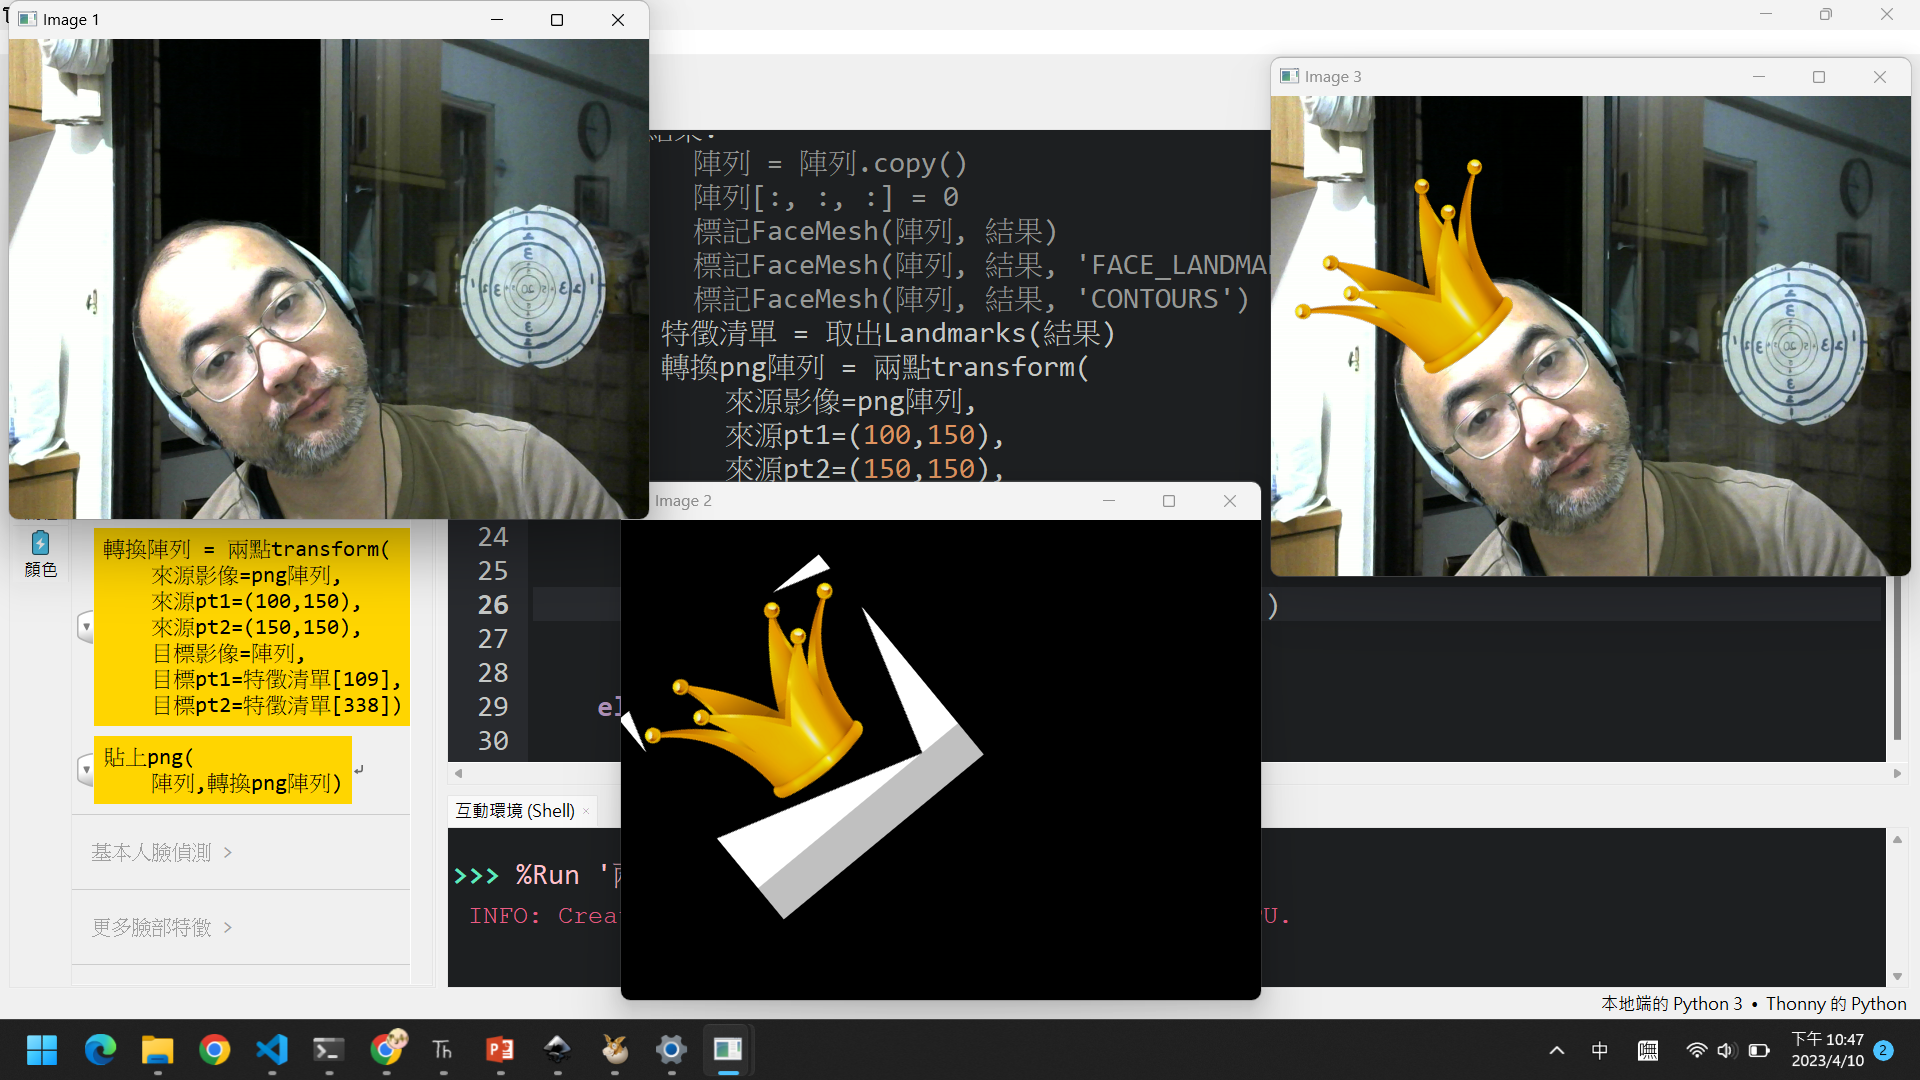 Image 1
Image 3
陣列 = 陣列.copy()
陣列[:, :, :] = 0
標記FaceMesh(陣列, 結果)
標記FaceMesh(陣列, 結果, 'FACE_LANDMA
標記FaceMesh(陣列, 結果, 'CONTOURS')
特徵清單 = 取出Landmarks(結果)
轉換png陣列 = 兩點transform(
來源影像=png陣列,
來源pt1=(100,150),
來源pt2=(150,150),
Image 2
顏色
轉換陣列 = 兩點transform(
來源影像=png陣列,
來源pt1=(100,150),
來源pt2=(150,150),
目標影像=陣列,
目標pt1=特徵清單[109],
目標pt2=特徵清單[338])
貼上png(
陣列,轉換png陣列)
基本人臉偵測 >
更多臉部特徵 >
24
25
26 )
27
28
29 el
30
互動環境 (Shell) ×
>>> %Run '兩
INFO: Crea U.
本地端的 Python 3 • Thonny 的 Python
Th
中
下午 10:47
2023/4/10
2